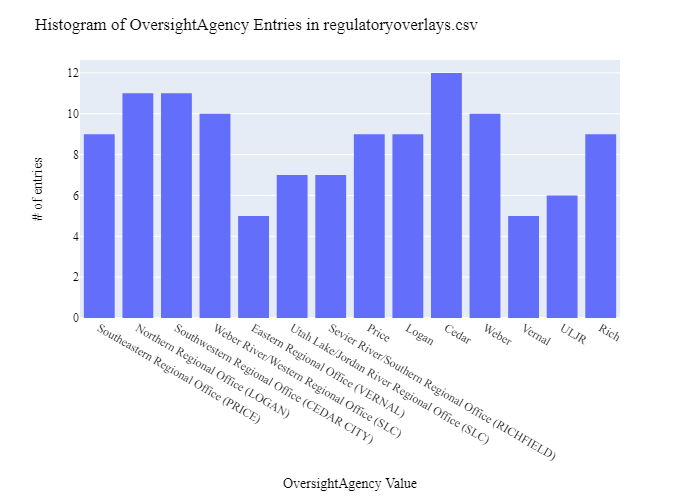 Histogram of OversightAgency Entries in regulatoryoverlays.csv
# of entries
12
10
8
6
4
2
0
Southeastern Regional Office (PRICE)
Northern Regional Office (LOGAN)
Southwestern Regional Office (CEDAR CITY)
Weber River/Western Regional Office (SLC)
Eastern Regional Office (VERNAL)
Utah Lake/Jordan River Regional Office (SLC)
Sevier River/Southern Regional Office (RICHFIELD)
Price
Logan
Cedar
Weber
Vernal
ULJR
Rich
OversightAgency Value